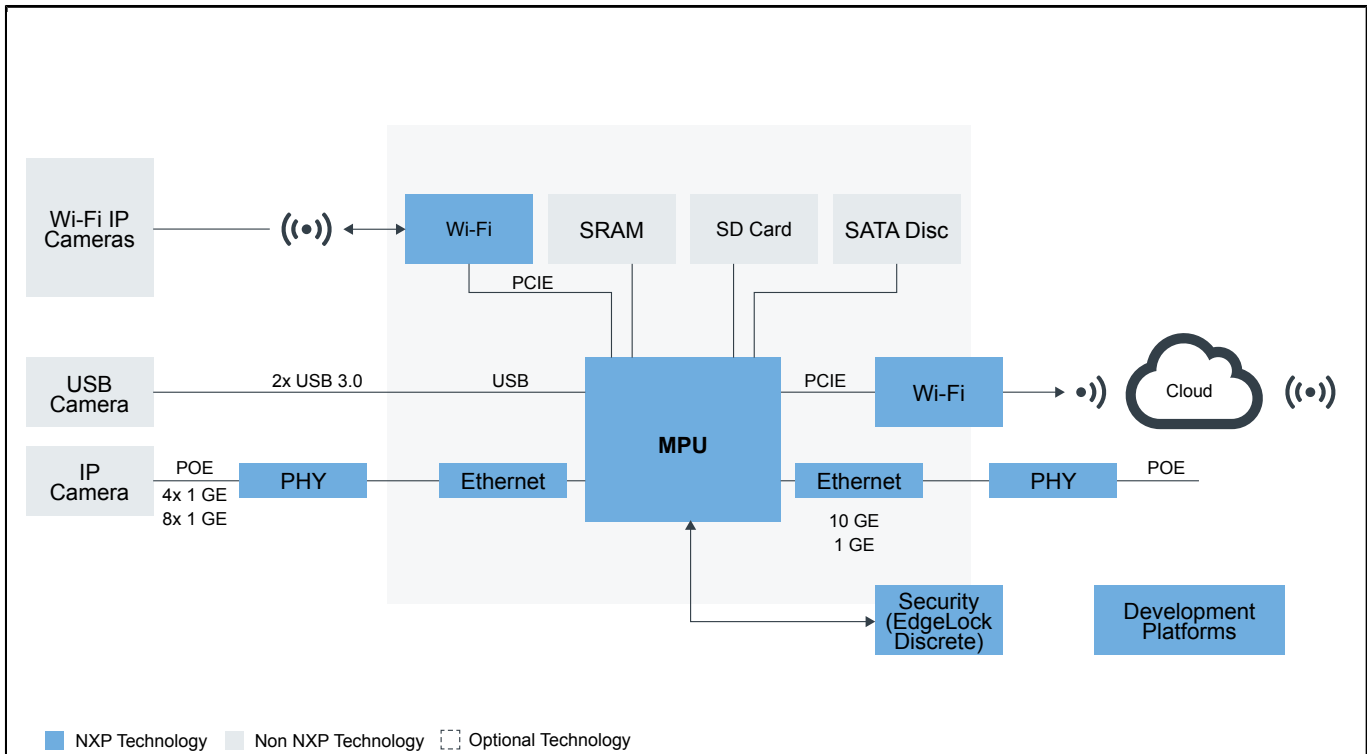 Wi-Fi IP
Cameras
Wi-Fi
SRAM
SD Card
SATA Disc
PCIE
USB
Camera
2x USB 3.0
USB
MPU
PCIE
Wi-Fi
Cloud
IP
Camera
POE
4x 1 GE
8x 1 GE
PHY
Ethernet
Ethernet
10 GE
1 GE
PHY
POE
Security
(EdgeLock
Discrete)
Development
Platforms
NXP Technology
Non NXP Technology
Optional Technology